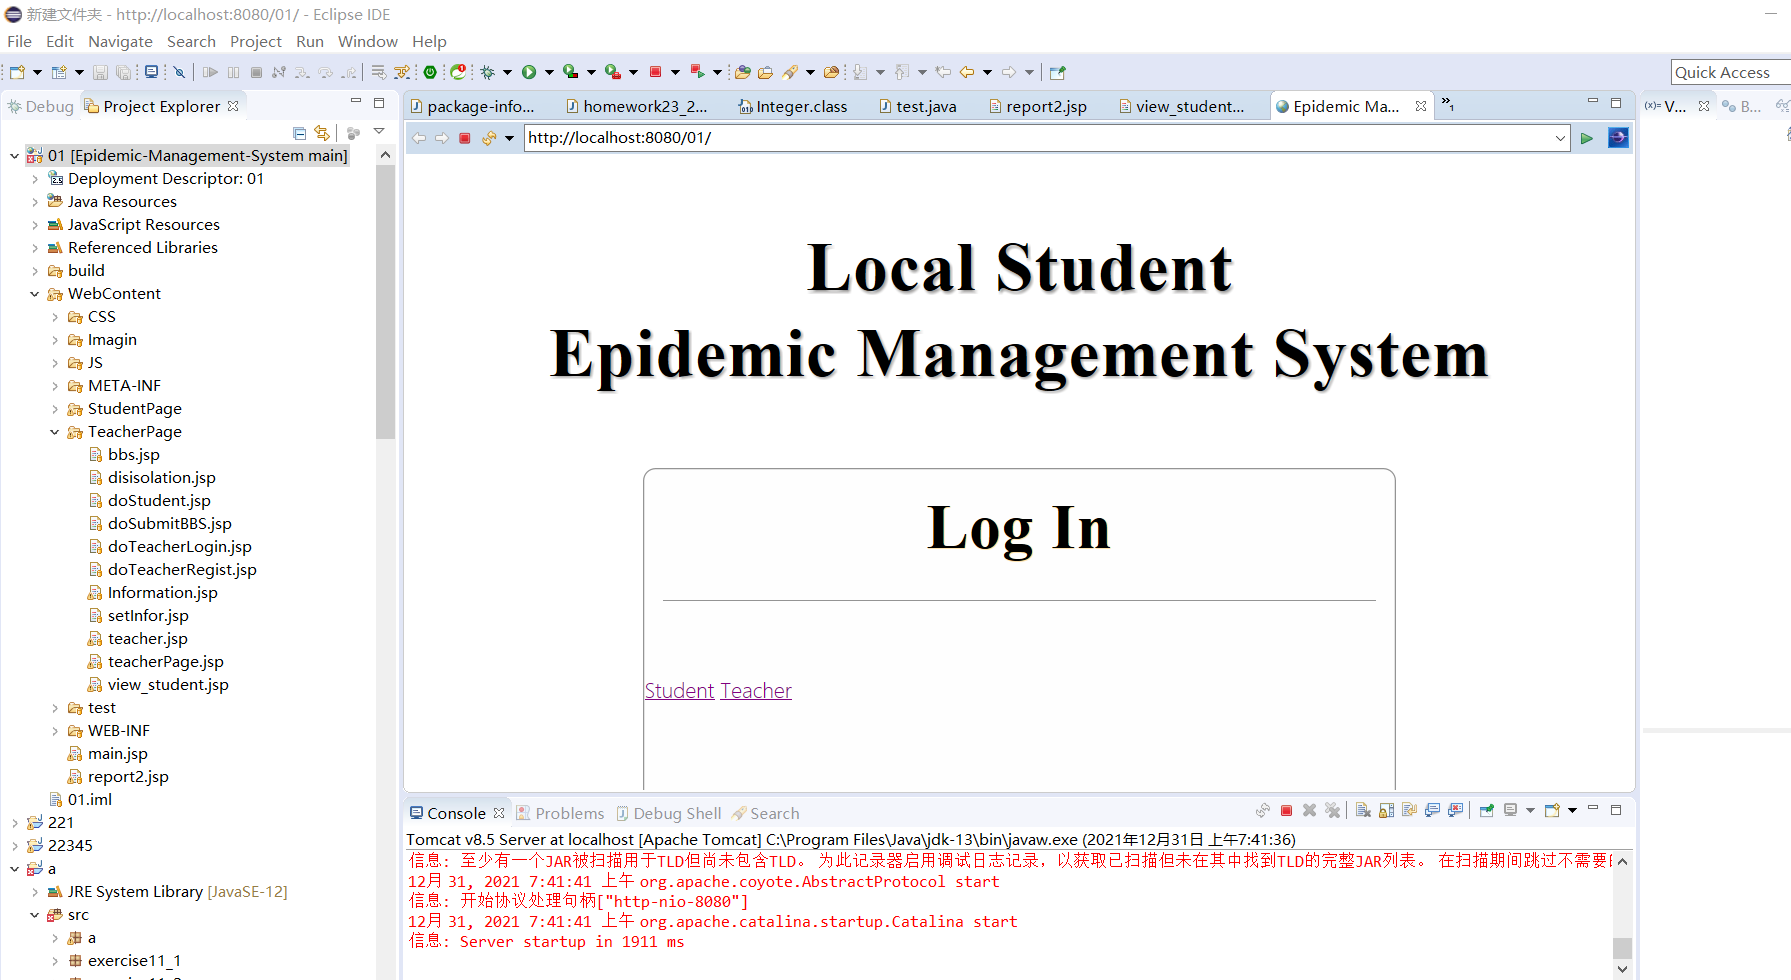 新建文件夹 - http://localhost:8080/01/ - Eclipse IDE
File Edit Navigate Search Project Run Window Help
Quick Access
Debug Project Explorer
package-info... homework23_2... Integer.class test.java report2.jsp view_student... Epidemic Ma... »1
(x)= V... B...
http://localhost:8080/01/
01 [Epidemic-Management-System main]
Deployment Descriptor: 01
Java Resources
JavaScript Resources
Referenced Libraries
build
WebContent
CSS
Imagin
JS
META-INF
StudentPage
TeacherPage
bbs.jsp
disisolation.jsp
doStudent.jsp
doSubmitBBS.jsp
doTeacherLogin.jsp
doTeacherRegist.jsp
Information.jsp
setInfor.jsp
teacher.jsp
teacherPage.jsp
view_student.jsp
test
WEB-INF
main.jsp
report2.jsp
01.iml
221
22345
a
JRE System Library [JavaSE-12]
src
a
exercise11_1
Local Student
Epidemic Management System
Log In
Student Teacher
Console Problems Debug Shell Search
Tomcat v8.5 Server at localhost [Apache Tomcat] C:\Program Files\Java\jdk-13\bin\javaw.exe (2021年12月31日 上午7:41:36)
信息: 至少有一个JAR被扫描用于TLD但尚未包含TLD。 为此记录器启用调试日志记录，以获取已扫描但未在其中找到TLD的完整JAR列表。 在扫描期间跳过不需要
12月 31, 2021 7:41:41 上午 org.apache.coyote.AbstractProtocol start
信息: 开始协议处理句柄["http-nio-8080"]
12月 31, 2021 7:41:41 上午 org.apache.catalina.startup.Catalina start
信息: Server startup in 1911 ms